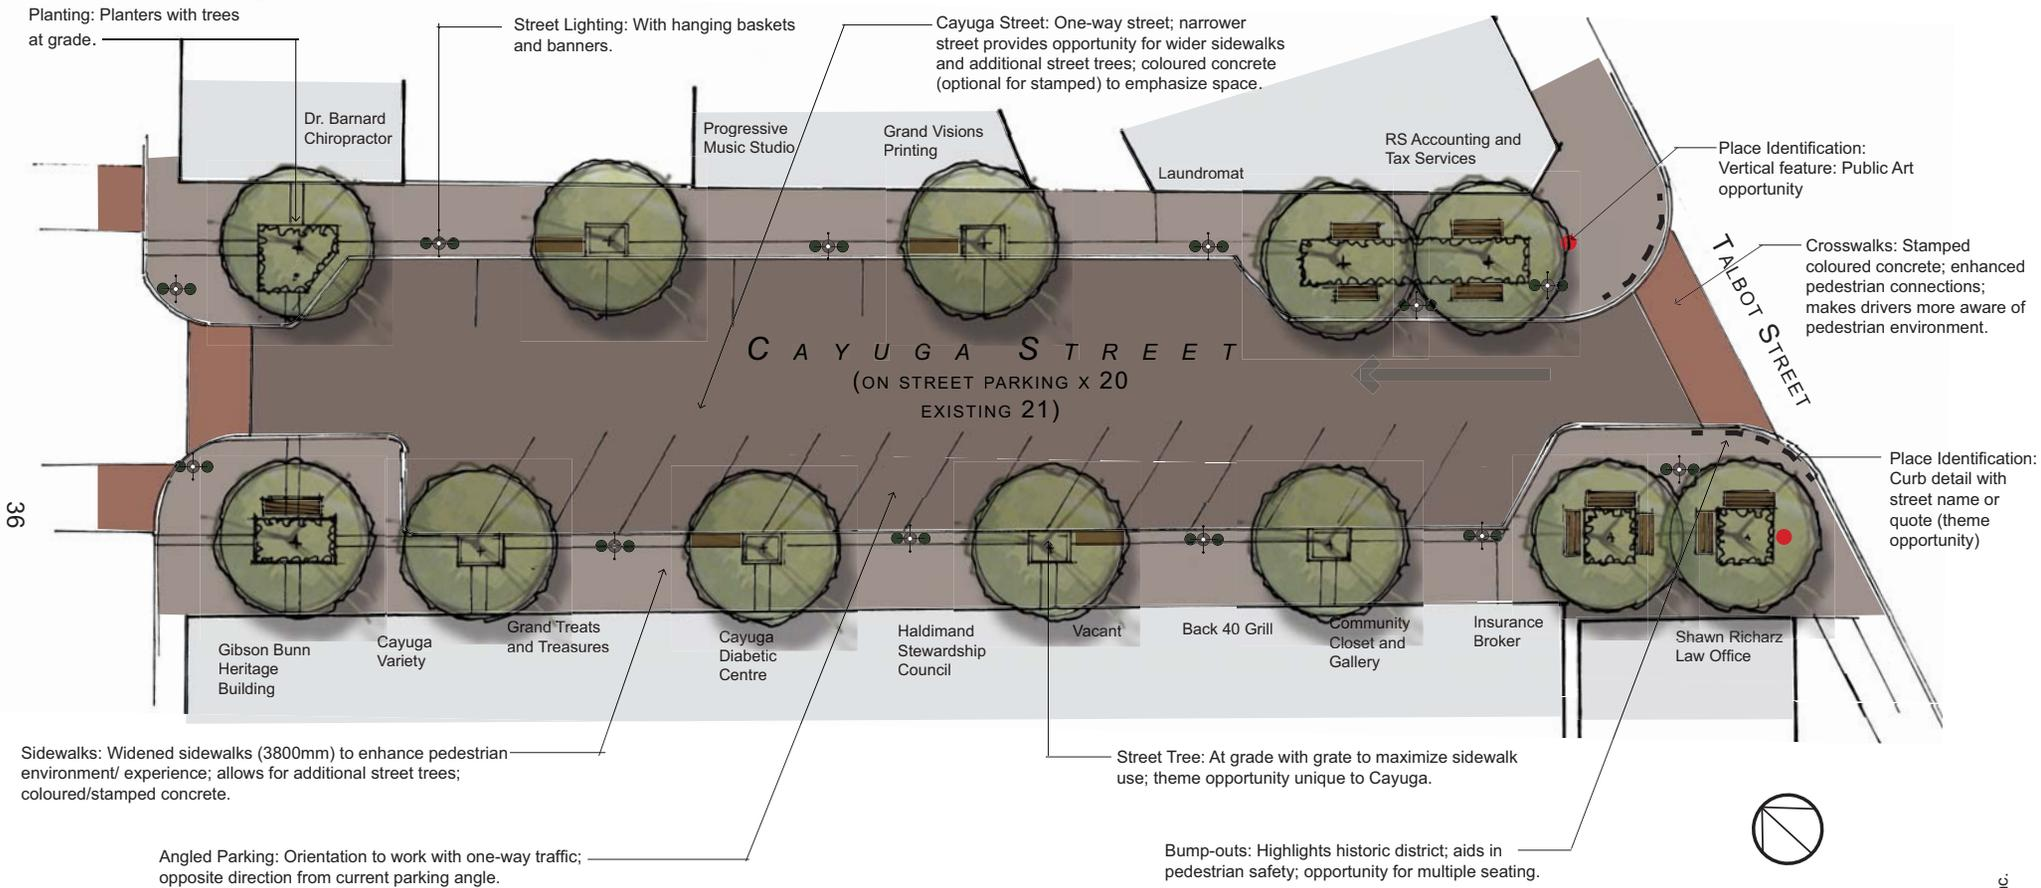 Planting: Planters with trees
at grade.
Street Lighting: With hanging baskets
and banners.
Cayuga Street: One-way street; narrower
street provides opportunity for wider sidewalks
and additional street trees; coloured concrete
(optional for stamped) to emphasize space.
Dr. Barnard
Chiropractor
Progressive
Music Studio
Grand Visions
Printing
Laundromat
RS Accounting and
Tax Services
Place Identification:
Vertical feature: Public Art
opportunity
Crosswalks: Stamped
coloured concrete; enhanced
pedestrian connections;
makes drivers more aware of
pedestrian environment.
TALBOT STREET
CAYUGA STREET
(ON STREET PARKING X 20
EXISTING 21)
Place Identification:
Curb detail with
street name or
quote (theme
opportunity)
36
Gibson Bunn
Heritage
Building
Cayuga
Variety
Grand Treats
and Treasures
Cayuga
Diabetic
Centre
Haldimand
Stewardship
Council
Vacant
Back 40 Grill
Community
Closet and
Gallery
Insurance
Broker
Shawn Richarz
Law Office
Sidewalks: Widened sidewalks (3800mm) to enhance pedestrian
environment/ experience; allows for additional street trees;
coloured/stamped concrete.
Street Tree: At grade with grate to maximize sidewalk
use; theme opportunity unique to Cayuga.
Angled Parking: Orientation to work with one-way traffic;
opposite direction from current parking angle.
Bump-outs: Highlights historic district; aids in
pedestrian safety; opportunity for multiple seating.